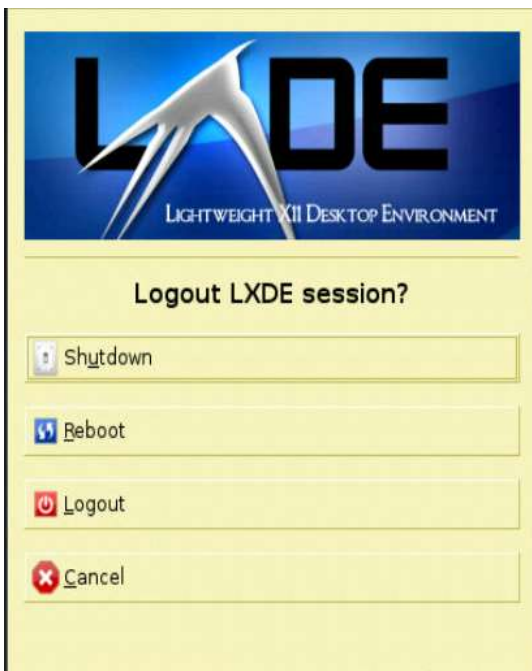 LXDE
LIGHTWEIGHT X11 DESKTOP ENVIRONMENT
Logout LXDE session?
Shutdown
Reboot
Logout
Cancel